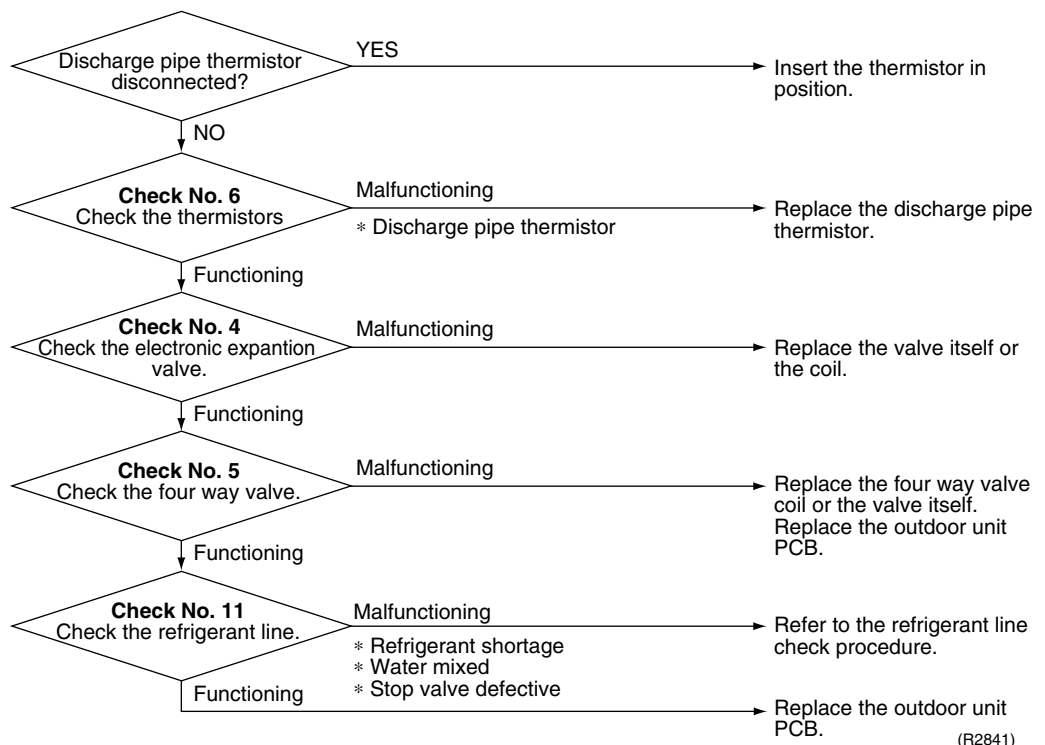 Discharge pipe thermistor
disconnected?
YES
Insert the thermistor in
position.
NO
Check No. 6
Check the thermistors
Malfunctioning
* Discharge pipe thermistor
Replace the discharge pipe
thermistor.
Functioning
Check No. 4
Check the electronic expantion
valve.
Malfunctioning
Replace the valve itself or
the coil.
Functioning
Check No. 5
Check the four way valve.
Malfunctioning
Replace the four way valve
coil or the valve itself.
Replace the outdoor unit
PCB.
Functioning
Check No. 11
Check the refrigerant line.
Malfunctioning
* Refrigerant shortage
* Water mixed
* Stop valve defective
Refer to the refrigerant line
check procedure.
Functioning
Replace the outdoor unit
PCB.
(R2841)